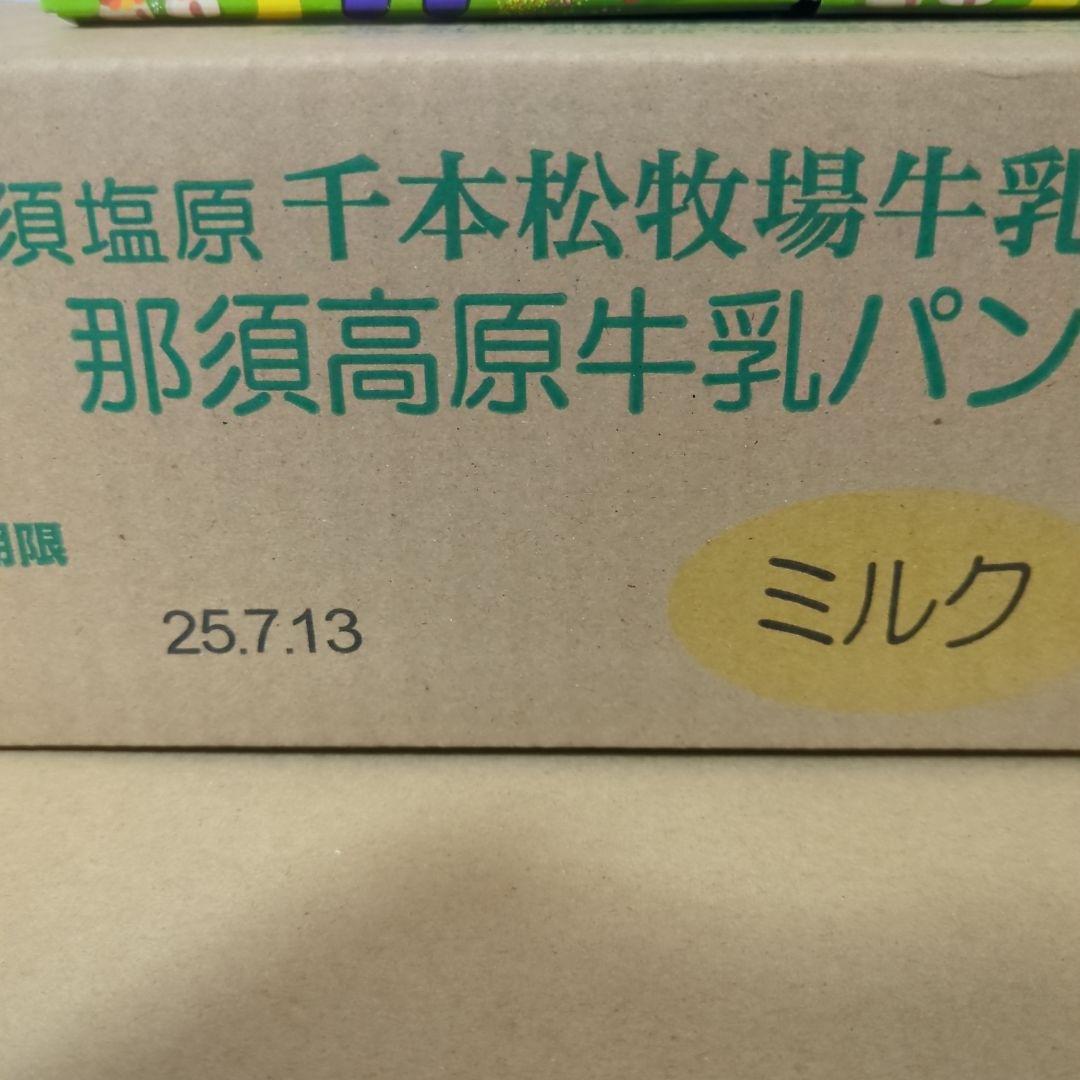 須塩原 千本松牧場牛乳
那須高原牛乳パン
期限
25.7.13
ミルク